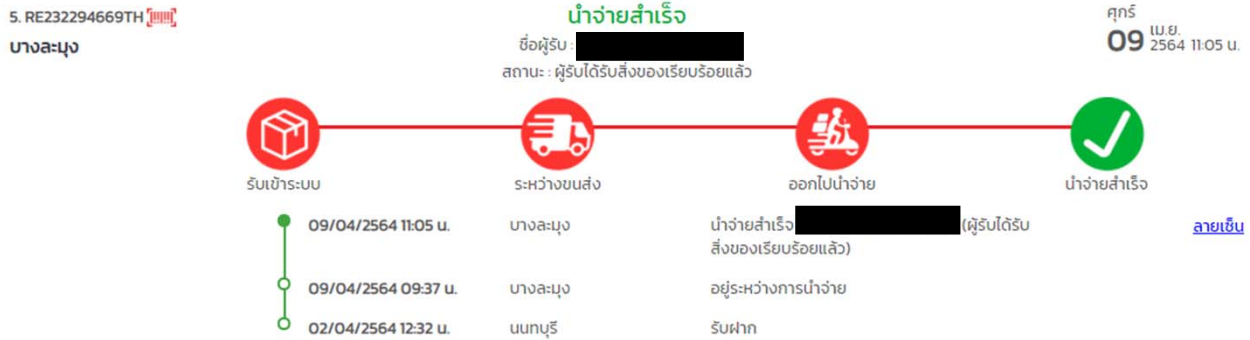 5. RE232294669TH
บางละมุง
นำจ่ายสำเร็จ
ชื่อผู้รับ :
สถานะ : ผู้รับได้รับสิ่งของเรียบร้อยแล้ว
ศุกร์
09 เม.ย. 2564 11:05 น.
รับเข้าระบบ ระหว่างขนส่ง ออกไปนำจ่าย นำจ่ายสำเร็จ
09/04/2564 11:05 น. บางละมุง นำจ่ายสำเร็จ (ผู้รับได้รับ ลายเซ็น
สิ่งของเรียบร้อยแล้ว)
09/04/2564 09:37 น. บางละมุง อยู่ระหว่างการนำจ่าย
02/04/2564 12:32 น. นนทบุรี รับฝาก